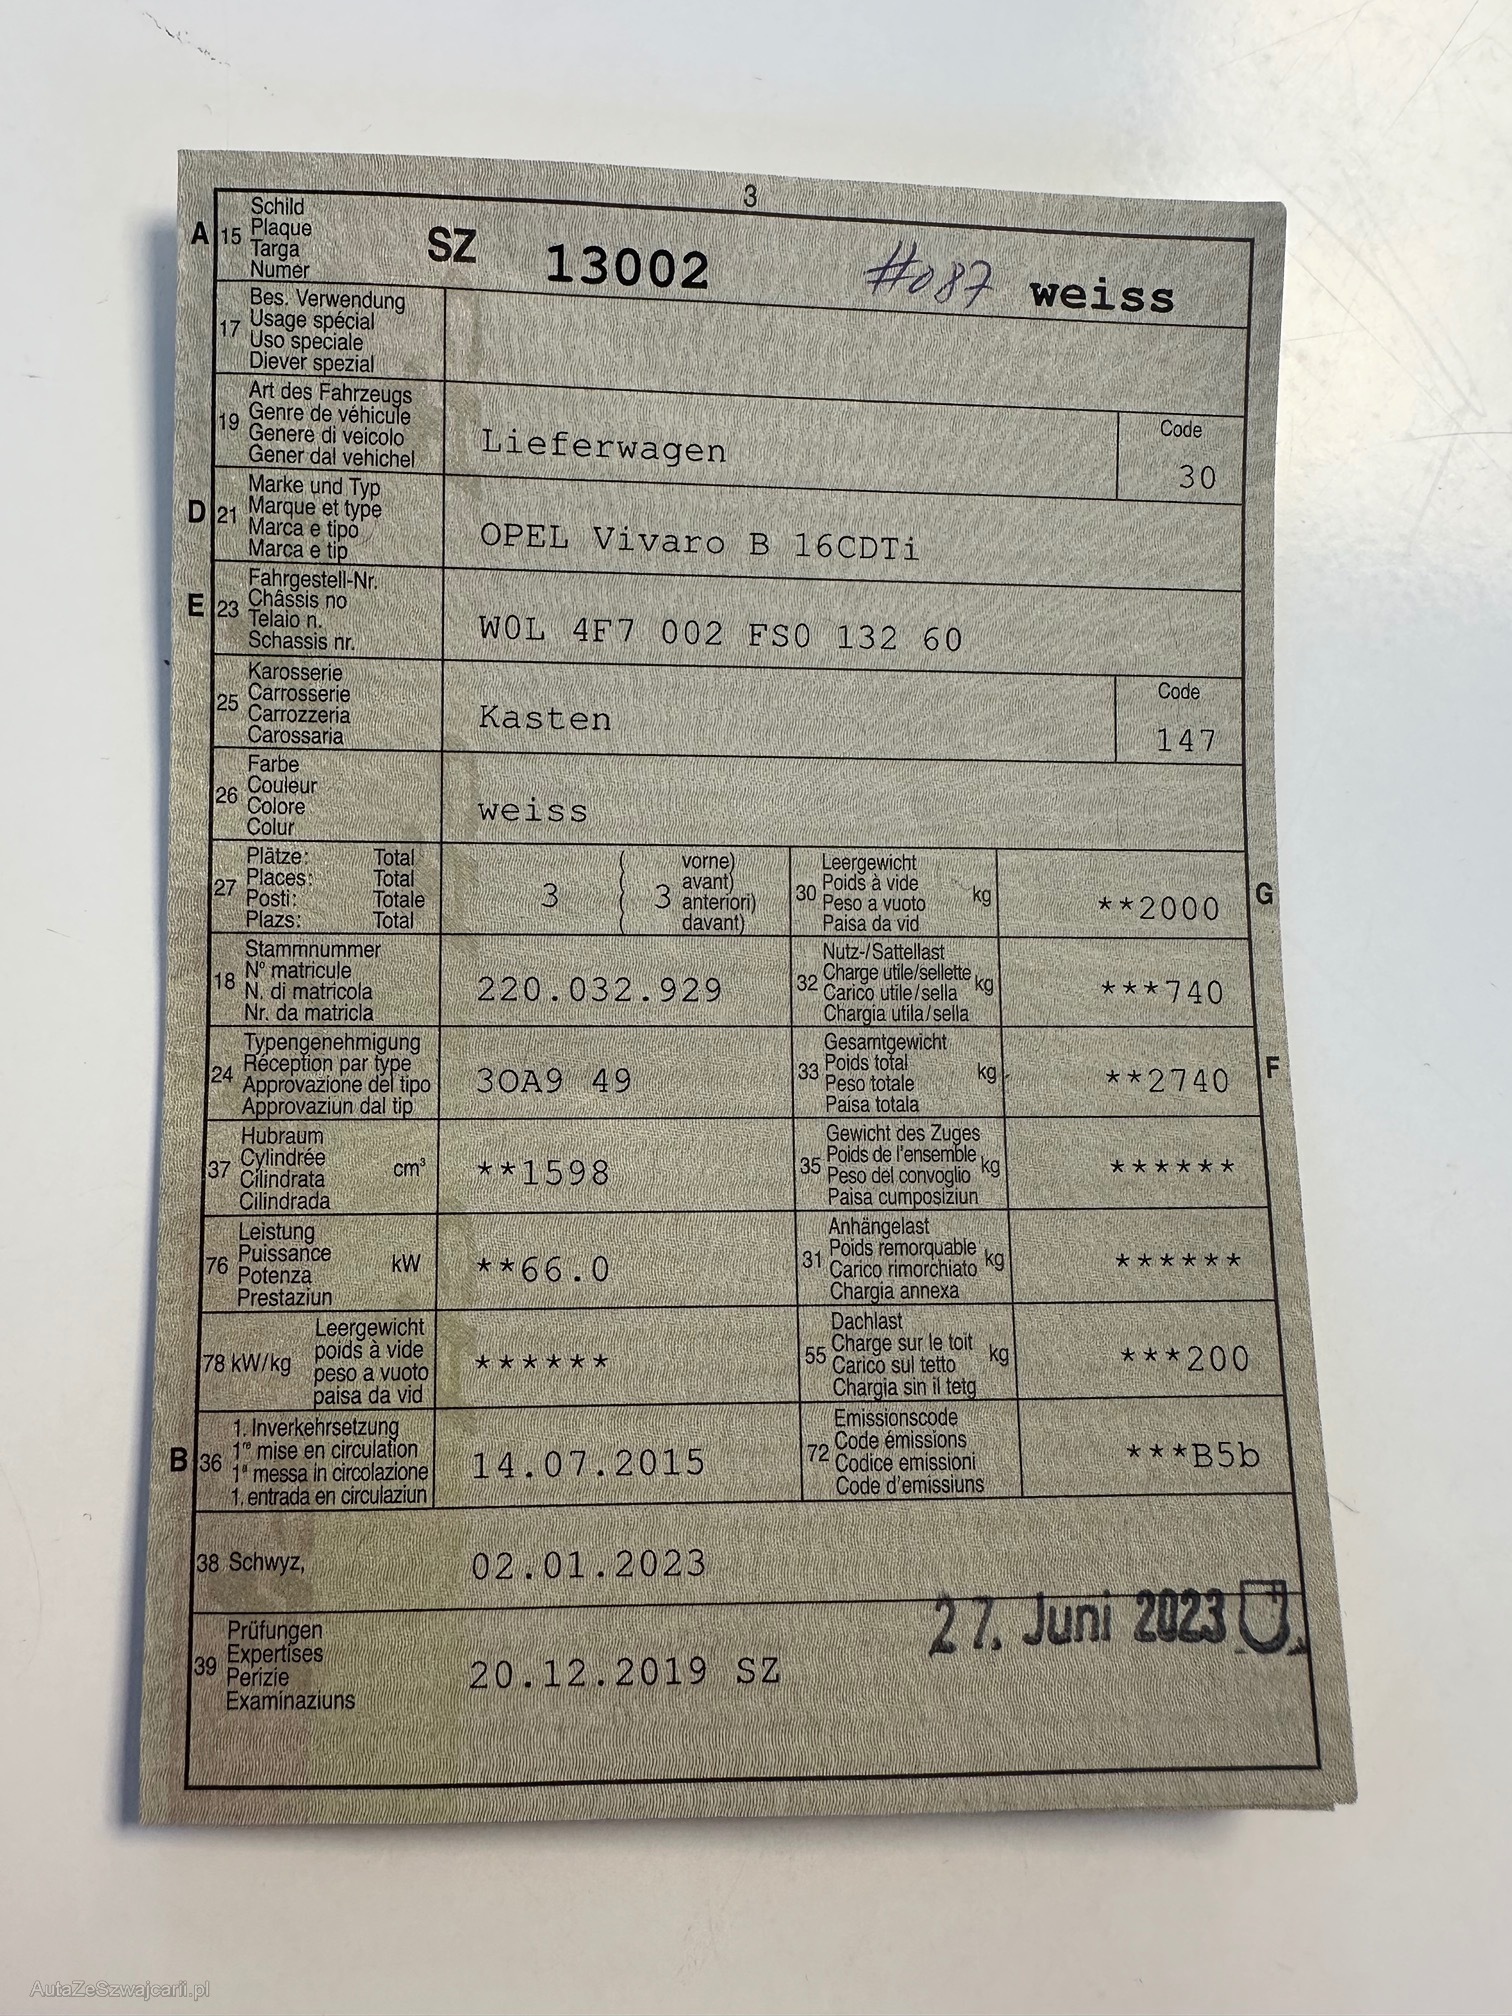 3
A 15 Schild
Plaque
Targa
Numer
SZ 13002 #087 weiss
17 Bes. Verwendung
Usage spécial
Uso speciale
Diever spezial
19 Art des Fahrzeugs
Genre de véhicule
Genere di veicolo
Gener dal vehichel
Lieferwagen
Code
30
D 21 Marke und Typ
Marque et type
Marca e tipo
Marca e tip
OPEL Vivaro B 16CDTi
E 23 Fahrgestell-Nr.
Châssis no
Telaio n.
Schassis nr.
W0L 4F7 002 FS0 132 60
25 Karosserie
Carrosserie
Carrozzeria
Carossaria
Kasten
Code
147
26 Farbe
Couleur
Colore
Colur
weiss
27 Plätze: Total
Places: Total
Posti: Totale
Plazs: Total
3 ( 3 vorne)
( avant)
( anteriori)
( davant)
G 30 Leergewicht
Poids à vide
Peso a vuoto
Paisa da vid
kg
**2000
18 Stammnummer
N° matricule
N. di matricola
Nr. da matricla
220.032.929
32 Nutz-/Sattellast
Charge utile/sellette
Carico utile/sella
Chargia utila/sella
kg
***740
24 Typengenehmigung
Réception par type
Approvazione del tipo
Approvaziun dal tip
3OA9 49
F 33 Gesamtgewicht
Poids total
Peso totale
Paisa totala
kg
**2740
37 Hubraum
Cylindrée
Cilindrata
Cilindrada
cm³
**1598
35 Gewicht des Zuges
Poids de l'ensemble
Peso del convoglio
Paisa cumposiziun
kg
******
76 Leistung
Puissance
Potenza
Prestaziun
kW
**66.0
31 Anhängelast
Poids remorquable
Carico rimorchiato
Chargia annexa
kg
******
78 kW/kg
Leergewicht
poids à vide
peso a vuoto
paisa da vid
******
55 Dachlast
Charge sur le toit
Carico sul tetto
Chargia sin il tetg
kg
***200
B 36 1. Inverkehrsetzung
1re mise en circulation
1a messa in circolazione
1. entrada en circulaziun
14.07.2015
72 Emissionscode
Code émissions
Codice emissioni
Code d'emissiuns
***B5b
38 Schwyz,
02.01.2023
27. Juni 2023
39 Prüfungen
Expertises
Perizie
Examinaziuns
20.12.2019 SZ
AutaZeSzwajcarii.pl